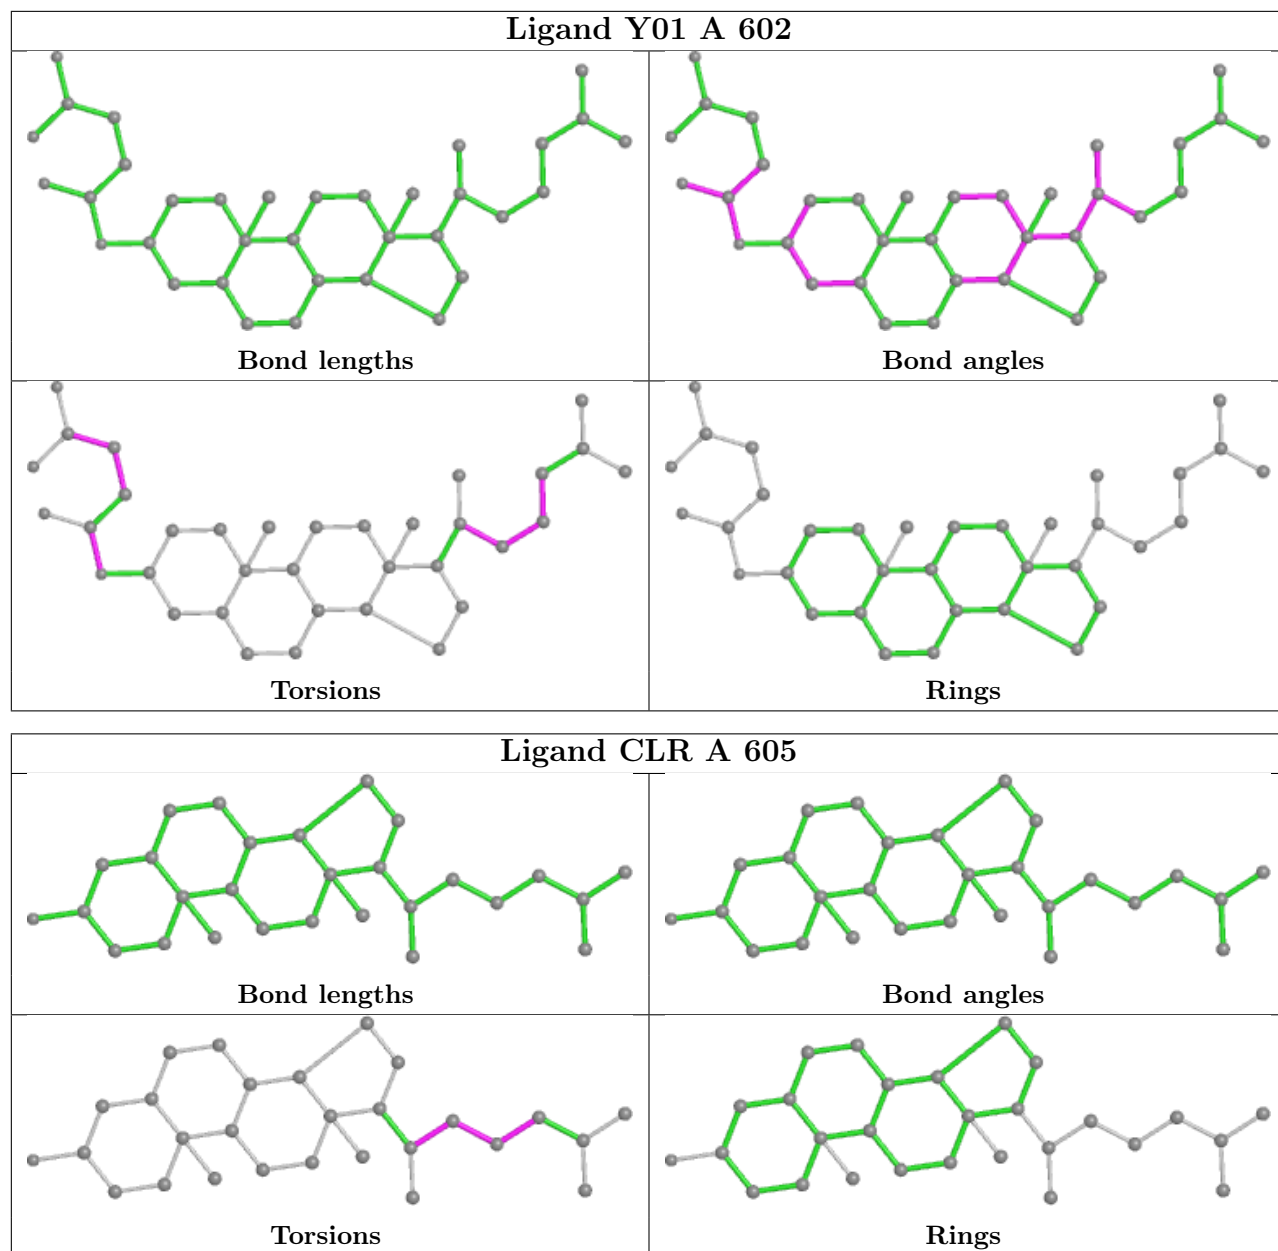 Ligand Y01 A 602
Bond lengths
Bond angles
Torsions
Rings
Ligand CLR A 605
Bond lengths
Bond angles
Torsions
Rings